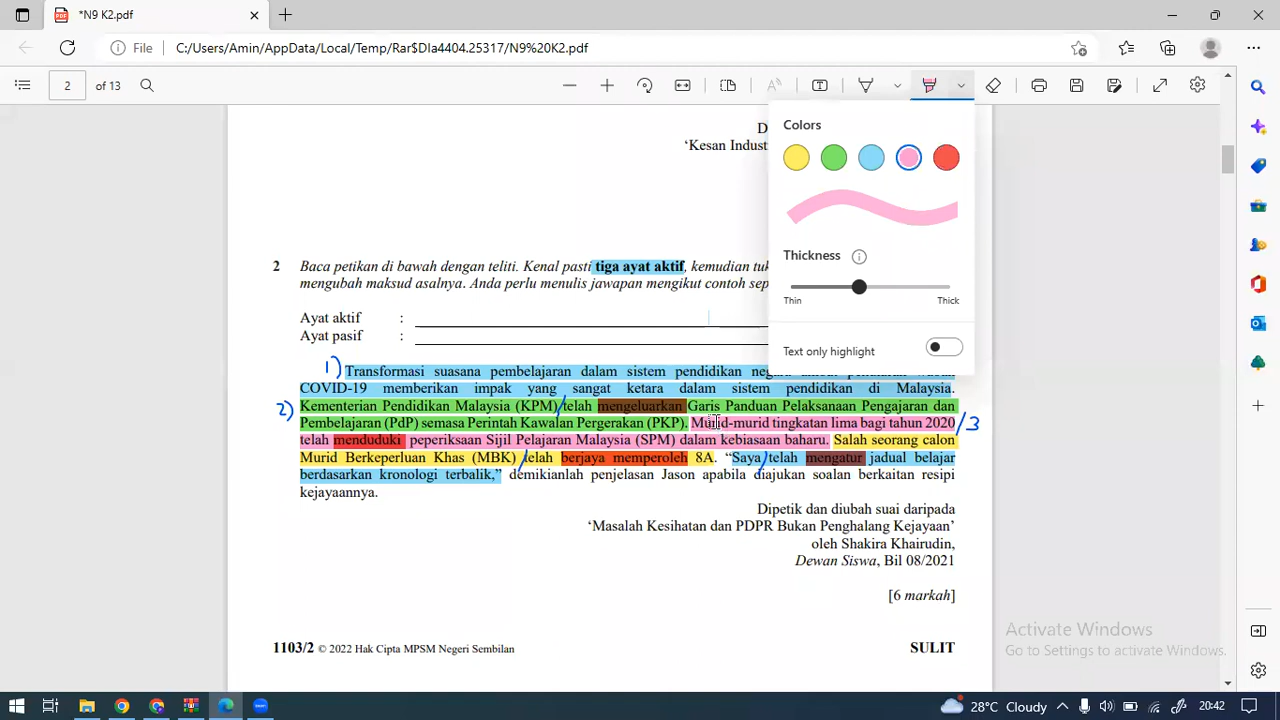 *N9 K2.pdf
File C:/Users/Amin/AppData/Local/Temp/Rar$DIa4404.25317/N9%20K2.pdf
2 of 13
D
'Kesan Indust
Colors
Thickness
Thin Thick
Text only highlight
2 Baca petikan di bawah dengan teliti. Kenal pasti tiga ayat aktif, kemudian tuk
mengubah maksud asalnya. Anda perlu menulis jawapan mengikut contoh sep
Ayat aktif :
Ayat pasif :
1) Transformasi suasana pembelajaran dalam sistem pendidikan
COVID-19 memberikan impak yang sangat ketara dalam sistem pendidikan di Malaysia.
2) Kementerian Pendidikan Malaysia (KPM) telah mengeluarkan Garis Panduan Pelaksanaan Pengajaran dan
Pembelajaran (PdP) semasa Perintah Kawalan Pergerakan (PKP). Murid-murid tingkatan lima bagi tahun 2020 /3
telah menduduki peperiksaan Sijil Pelajaran Malaysia (SPM) dalam kebiasaan baharu. Salah seorang calon
Murid Berkeperluan Khas (MBK) telah berjaya memperoleh 8A. “Saya telah mengatur jadual belajar
berdasarkan kronologi terbalik,” demikianlah penjelasan Jason apabila diajukan soalan berkaitan resipi
kejayaannya.
Dipetik dan diubah suai daripada
‘Masalah Kesihatan dan PDPR Bukan Penghalang Kejayaan’
oleh Shakira Khairudin,
Dewan Siswa, Bil 08/2021
[6 markah]
1103/2 © 2022 Hak Cipta MPSM Negeri Sembilan SULIT
Activate Windows
Go to Settings to activate Windows.
28°C Cloudy 20:42